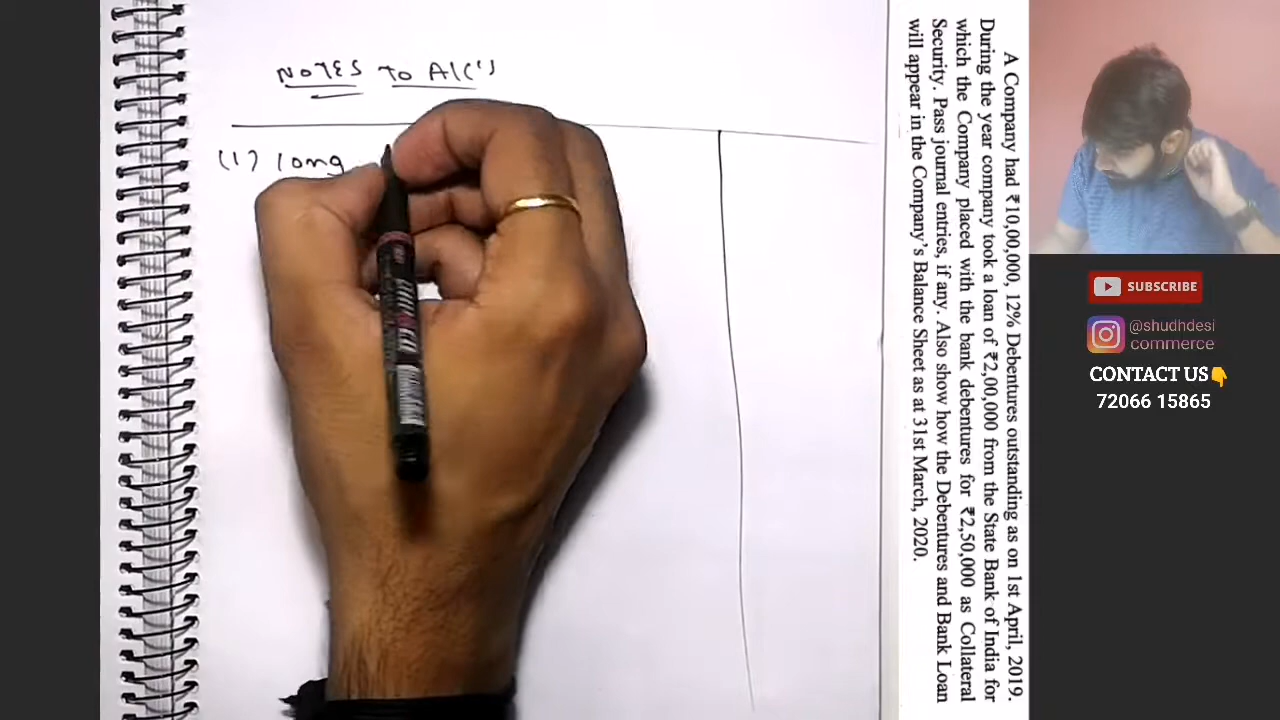 NOTES TO A/C'S
(1) long
A Company had ₹10,00,000, 12% Debentures outstanding as on 1st April, 2019.
During the year company took a loan of ₹2,00,000 from the State Bank of India for
which the Company placed with the bank debentures for ₹2,50,000 as Collateral
Security. Pass journal entries, if any. Also show how the Debentures and Bank Loan
will appear in the Company's Balance Sheet as at 31st March, 2020.
SUBSCRIBE
@shudhdesi
commerce
CONTACT US👇
72066 15865